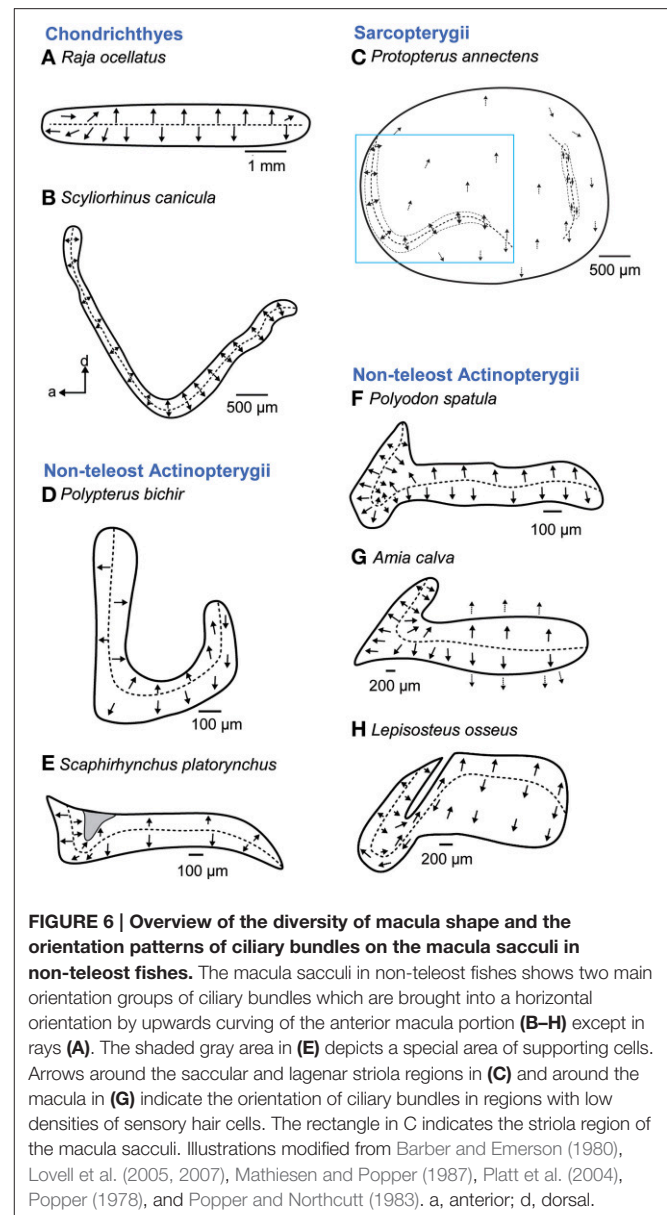 Chondrichthyes
A Raja ocellatus
1 mm
B Scyliorhinus canicula
d
a
500 µm
Non-teleost Actinopterygii
D Polypterus bichir
100 µm
E Scaphirhynchus platorynchus
100 µm
Sarcopterygii
C Protopterus annectens
500 µm
Non-teleost Actinopterygii
F Polyodon spatula
100 µm
G Amia calva
200 µm
H Lepisosteus osseus
200 µm
FIGURE 6 | Overview of the diversity of macula shape and the
orientation patterns of ciliary bundles on the macula sacculi in
non-teleost fishes. The macula sacculi in non-teleost fishes shows two main
orientation groups of ciliary bundles which are brought into a horizontal
orientation by upwards curving of the anterior macula portion (B–H) except in
rays (A). The shaded gray area in (E) depicts a special area of supporting cells.
Arrows around the saccular and lagenar striola regions in (C) and around the
macula in (G) indicate the orientation of ciliary bundles in regions with low
densities of sensory hair cells. The rectangle in C indicates the striola region of
the macula sacculi. Illustrations modified from Barber and Emerson (1980),
Lovell et al. (2005, 2007), Mathiesen and Popper (1987), Platt et al. (2004),
Popper (1978), and Popper and Northcutt (1983). a, anterior; d, dorsal.